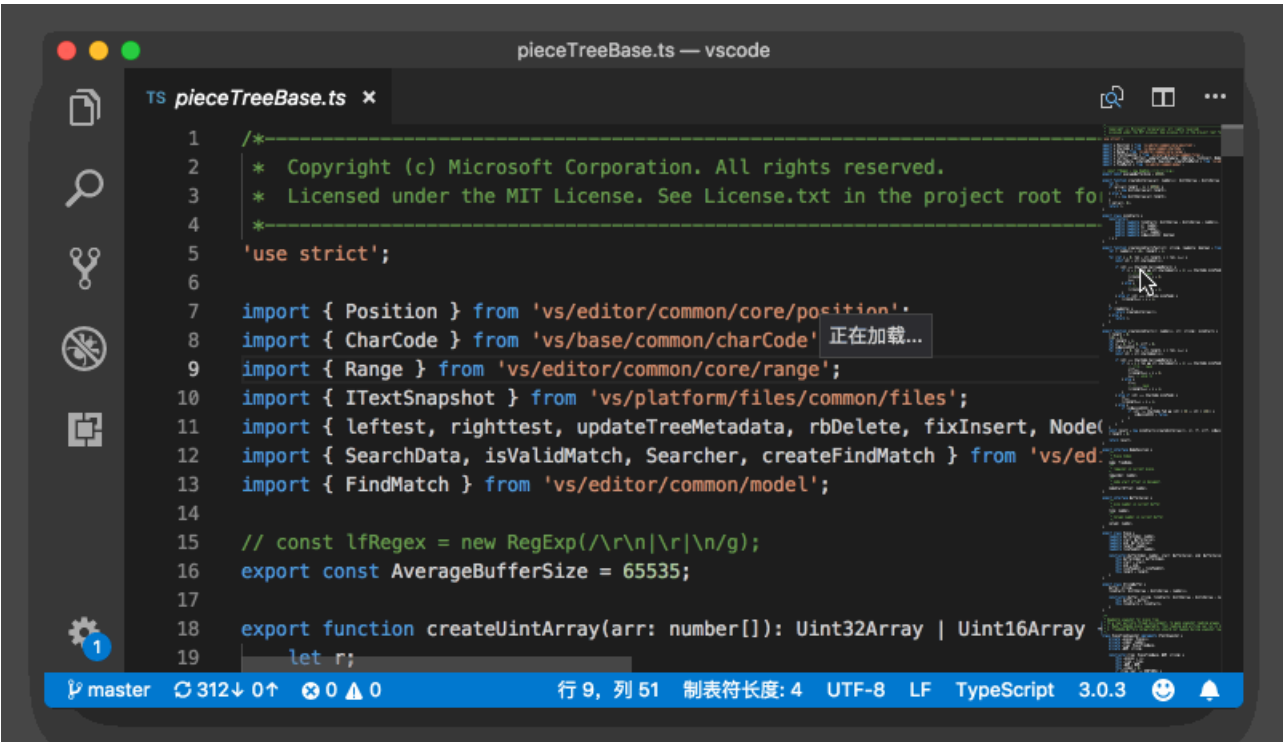 pieceTreeBase.ts — vscode
TS pieceTreeBase.ts ×
1 /*
2 * Copyright (c) Microsoft Corporation. All rights reserved.
3 * Licensed under the MIT License. See License.txt in the project root for
4 *
5 'use strict';
6
7 import { Position } from 'vs/editor/common/core/position';
8 import { CharCode } from 'vs/base/common/charCode'
正在加载...
9 import { Range } from 'vs/editor/common/core/range';
10 import { ITextSnapshot } from 'vs/platform/files/common/files';
11 import { leftest, righttest, updateTreeMetadata, rbDelete, fixInsert, Node
12 import { SearchData, isValidMatch, Searcher, createFindMatch } from 'vs/ed
13 import { FindMatch } from 'vs/editor/common/model';
14
15 // const lfRegex = new RegExp(/\r\n|\r|\n/g);
16 export const AverageBufferSize = 65535;
17
18 export function createUintArray(arr: number[]): Uint32Array | Uint16Array
19 let r;
1
master 312↓ 0↑ 0 0 行 9，列 51 制表符长度: 4 UTF-8 LF TypeScript 3.0.3